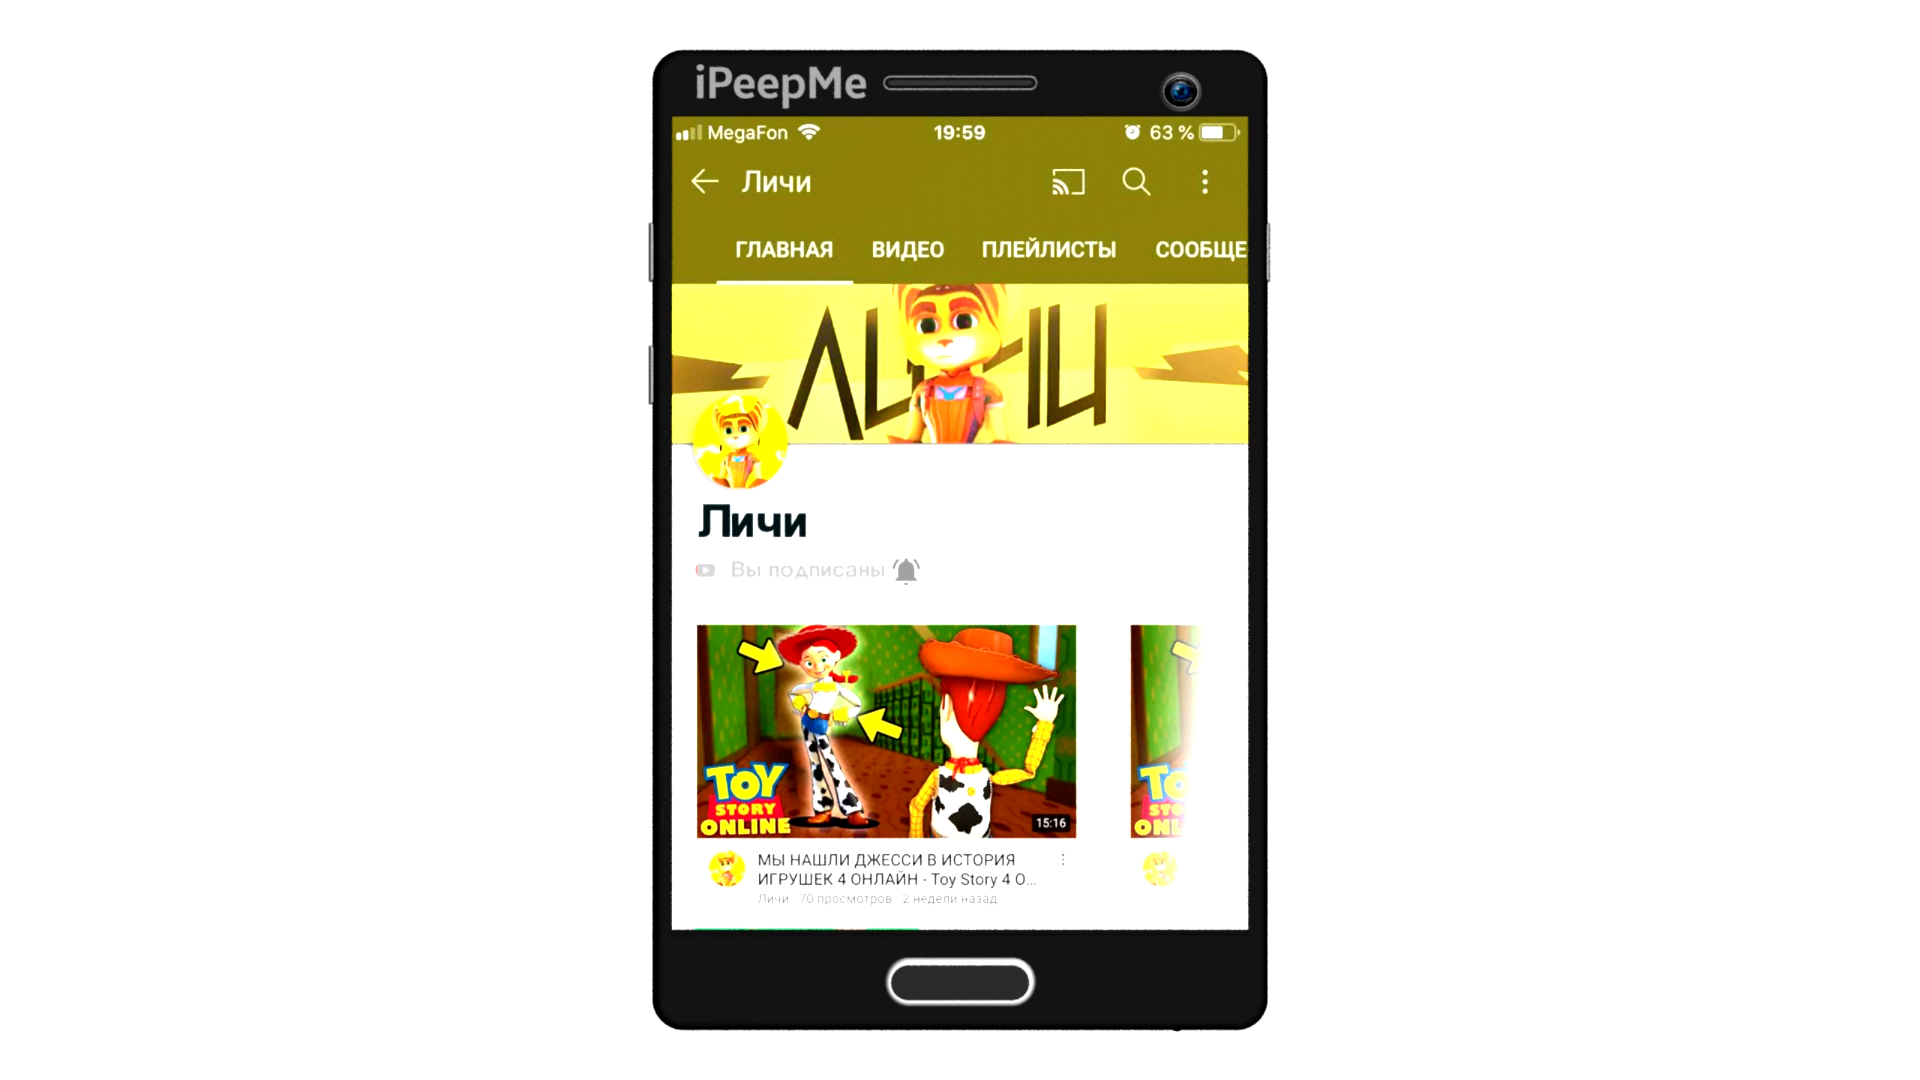 iPeepMe
MegaFon 19:59 63 %
Личи
ГЛАВНАЯ ВИДЕО ПЛЕЙЛИСТЫ СООБЩЕ
Личи
Вы подписаны
TOY
STORY
ONLINE
15:16
МЫ НАШЛИ ДЖЕССИ В ИСТОРИЯ
ИГРУШЕК 4 ОНЛАЙН - Toy Story 4 O...
Личи 70 просмотров 2 недели назад